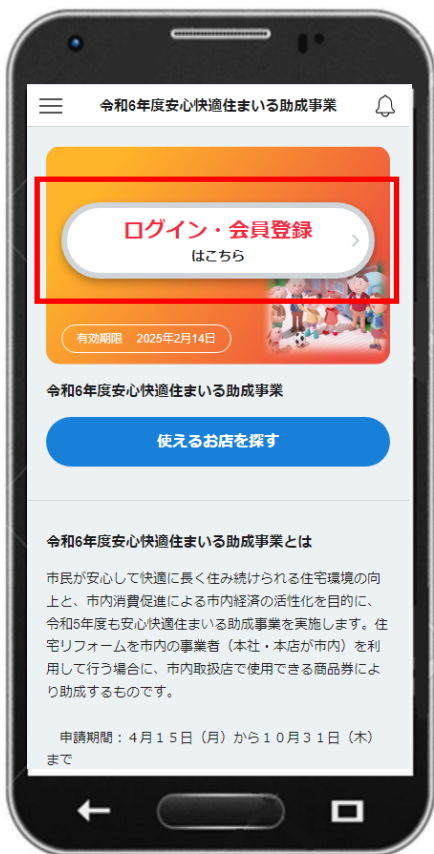 令和6年度安心快適住まいる助成事業
ログイン・会員登録
はこちら
有効期限　2025年2月14日
令和6年度安心快適住まいる助成事業
使えるお店を探す
令和6年度安心快適住まいる助成事業とは
市民が安心して快適に長く住み続けられる住宅環境の向
上と、市内消費促進による市内経済の活性化を目的に、
令和5年度も安心快適住まいる助成事業を実施します。住
宅リフォームを市内の事業者（本社・本店が市内）を利
用して行う場合に、市内取扱店で使用できる商品券によ
り助成するものです。
申請期間：４月１５日（月）から１０月３１日（木）
まで